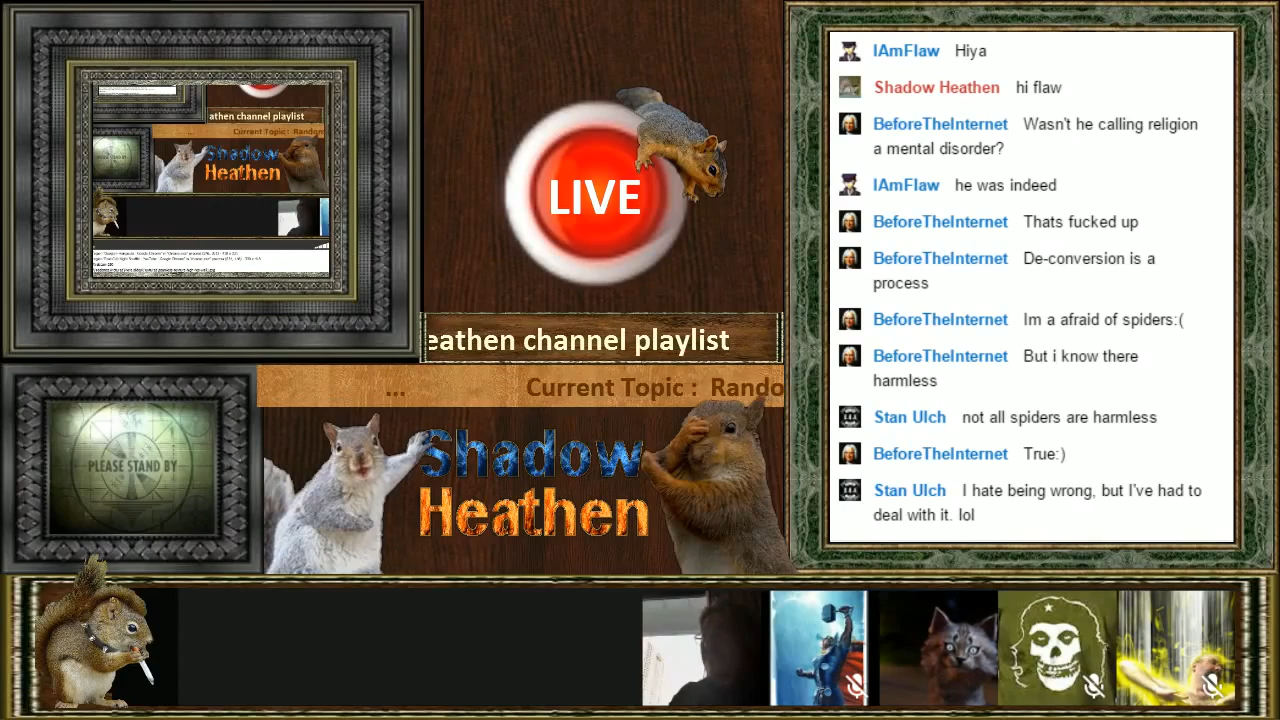 athen channel playlist
Current Topic : Random
Shadow
Heathen
LIVE
eathen channel playlist
... Current Topic : Rando
PLEASE STAND BY
Shadow
Heathen
IAmFlaw Hiya
Shadow Heathen hi flaw
BeforeTheInternet Wasn't he calling religion
a mental disorder?
IAmFlaw he was indeed
BeforeTheInternet Thats fucked up
BeforeTheInternet De-conversion is a
process
BeforeTheInternet Im a afraid of spiders:(
BeforeTheInternet But i know there
harmless
Stan Ulch not all spiders are harmless
BeforeTheInternet True:)
Stan Ulch I hate being wrong, but I've had to
deal with it. lol